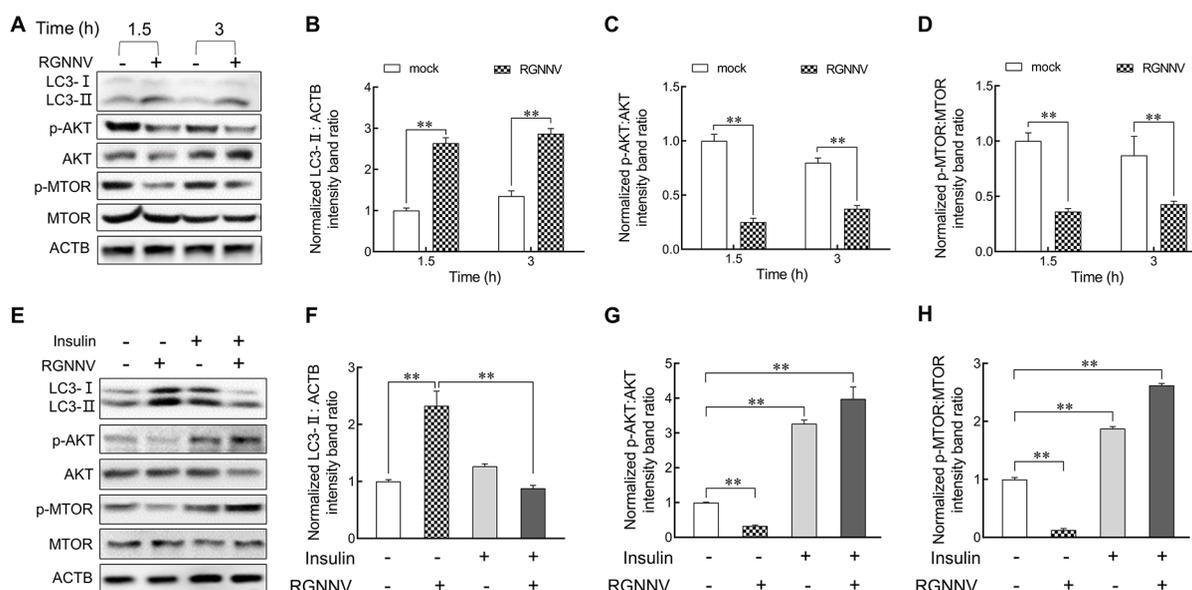 A Time (h) 1.5 3
RGNNV - + - +
LC3-Ⅰ
LC3-Ⅱ
p-AKT
AKT
p-MTOR
MTOR
ACTB
B
mock RGNNV
Normalized LC3-Ⅱ : ACTB
intensity band ratio
4
3
2
1
0
** **
1.5 3
Time (h)
C
mock RGNNV
Normalized p-AKT:AKT
intensity band ratio
1.5
1.0
0.5
0.0
** **
1.5 3
Time (h)
D
mock RGNNV
Normalized p-MTOR:MTOR
intensity band ratio
1.5
1.0
0.5
0.0
** **
1.5 3
Time (h)
E
Insulin - - + +
RGNNV - + - +
LC3-Ⅰ
LC3-Ⅱ
p-AKT
AKT
p-MTOR
MTOR
ACTB
F
Normalized LC3-Ⅱ : ACTB
intensity band ratio
3
2
1
0
** **
Insulin - - + +
RGNNV - + - +
G
Normalized p-AKT:AKT
intensity band ratio
5
4
3
2
1
0
**
**
**
Insulin - - + +
RGNNV - + - +
H
Normalized p-MTOR:MTOR
intensity band ratio
3
2
1
0
**
**
**
Insulin - - + +
RGNNV - + - +